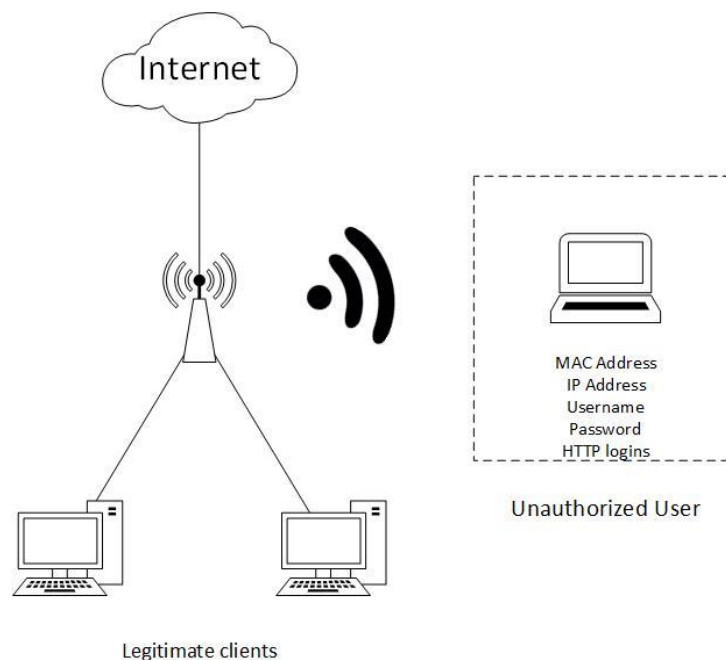 Internet
MAC Address
IP Address
Username
Password
HTTP logins
Unauthorized User
Legitimate clients